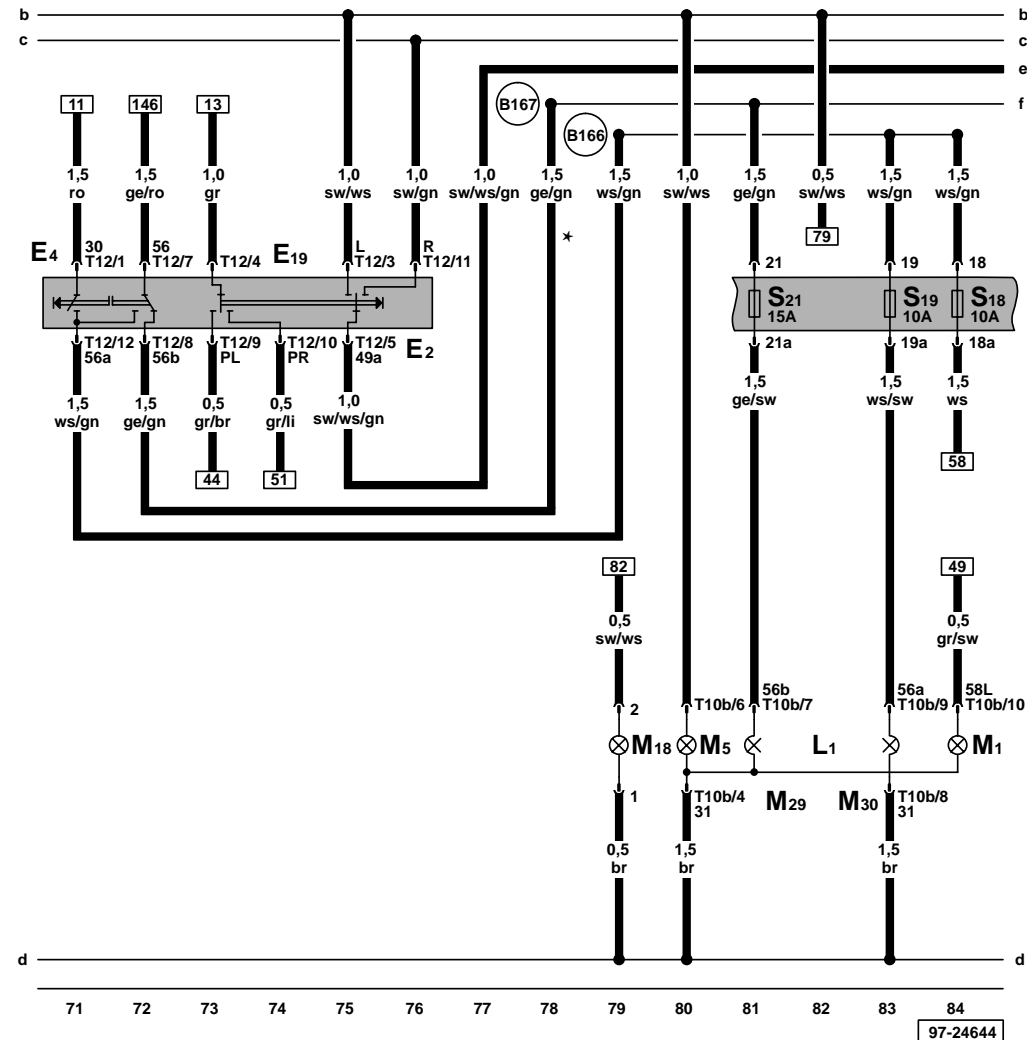 b b
c c
e
B167 f
11 146 13
B166
1,5 1,5 1,0 1,0 1,0 1,0 1,5 1,5 1,0 1,5 0,5 1,5 1,5
ro ge/ro gr sw/ws sw/gn sw/ws/gn ge/gn ws/gn sw/ws ge/gn sw/ws ws/gn ws/gn
* 79
E4 30 56 E19 L R
T12/1 T12/7 T12/4 T12/3 T12/11 21 19 18
S21 S19 S18
15A 10A 10A
T12/12 T12/8 T12/9 T12/10 T12/5 E2 21a 19a 18a
56a 56b PL PR 49a
1,5 1,5 0,5 0,5 1,0 1,5 1,5 1,5
ws/gn ge/gn gr/br gr/li sw/ws/gn ge/sw ws/sw ws
44 51 58
82 49
0,5 0,5
sw/ws gr/sw
56b 56a 58L
2 T10b/6 T10b/7 T10b/9 T10b/10
M18 M5 L1 M1
1 T10b/4 M29 M30 T10b/8
31 31
0,5 1,5 1,5
br br br
d d
71 72 73 74 75 76 77 78 79 80 81 82 83 84
97-24644